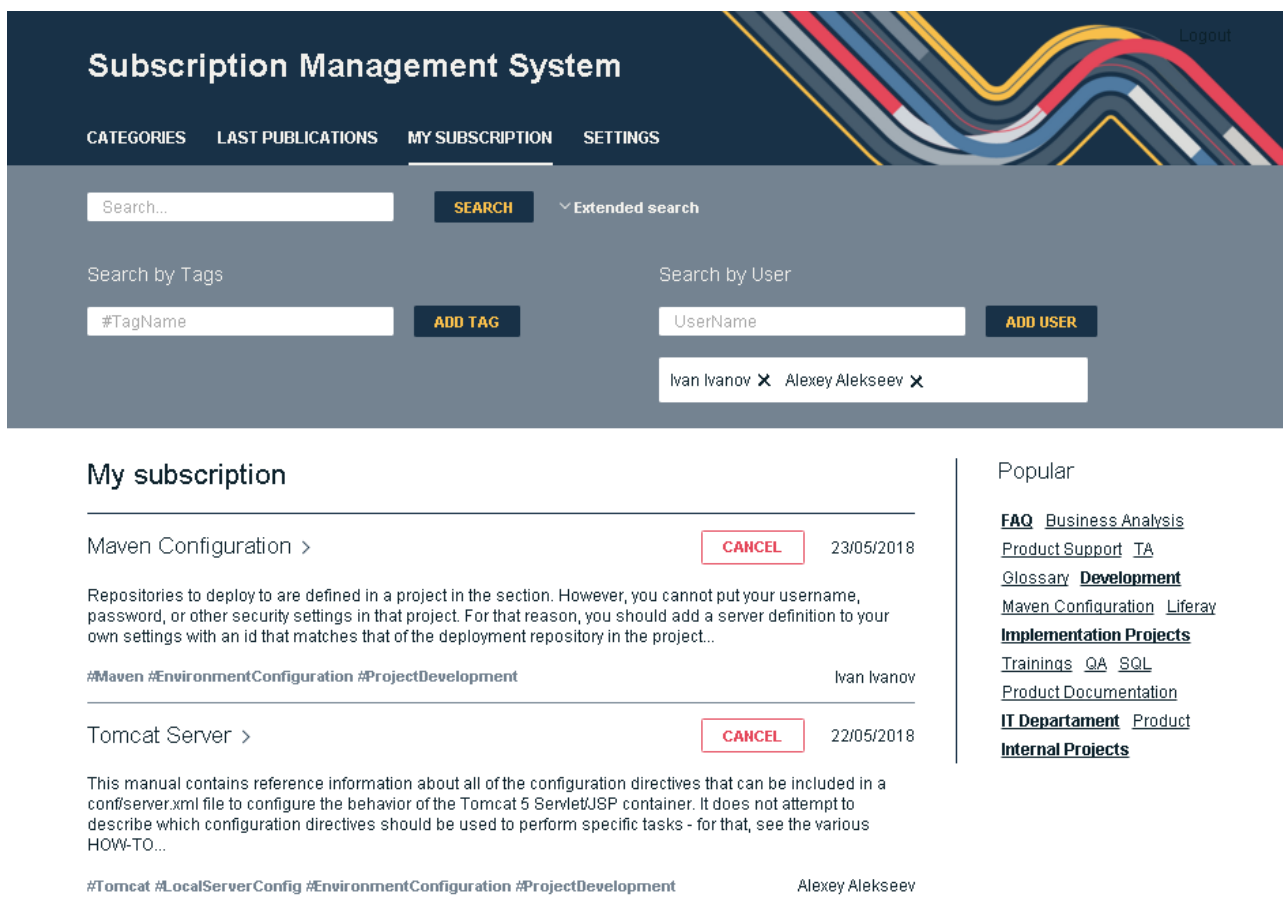 Logout
Subscription Management System
CATEGORIES LAST PUBLICATIONS MY SUBSCRIPTION SETTINGS
Search... SEARCH Extended search
Search by Tags Search by User
#TagName ADD TAG UserName ADD USER
Ivan Ivanov Alexey Alekseev
My subscription
Maven Configuration > CANCEL 23/05/2018
Repositories to deploy to are defined in a project in the section. However, you cannot put your username,
password, or other security settings in that project. For that reason, you should add a server definition to your
own settings with an id that matches that of the deployment repository in the project...
#Maven #EnvironmentConfiguration #ProjectDevelopment Ivan Ivanov
Tomcat Server > CANCEL 22/05/2018
This manual contains reference information about all of the configuration directives that can be included in a
conf/server.xml file to configure the behavior of the Tomcat 5 Servlet/JSP container. It does not attempt to
describe which configuration directives should be used to perform specific tasks - for that, see the various
HOW-TO...
#Tomcat #LocalServerConfig #EnvironmentConfiguration #ProjectDevelopment Alexey Alekseev
Popular
FAQ Business Analysis
Product Support TA
Glossary Development
Maven Configuration Liferay
Implementation Projects
Trainings QA SQL
Product Documentation
IT Departament Product
Internal Projects